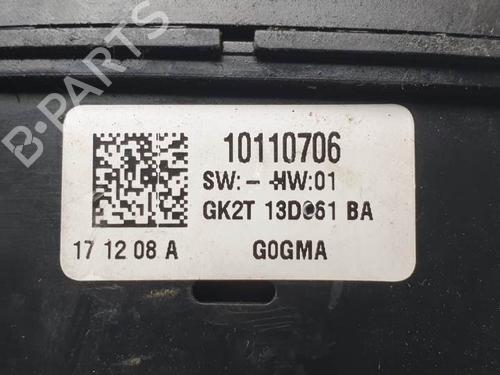 B-PARTS
10110706
SW:- HW:01
GK2T 13D061 BA
17 12 08 A
G0GMA